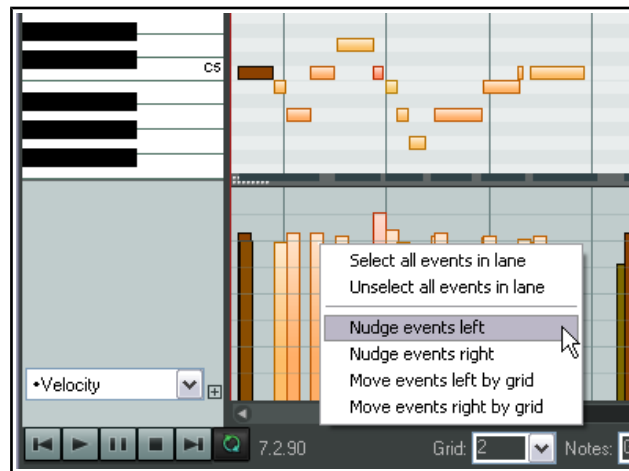 C5
Select all events in lane
Unselect all events in lane
Nudge events left
Nudge events right
Move events left by grid
Move events right by grid
•Velocity
7.2.90
Grid: 2
Notes: